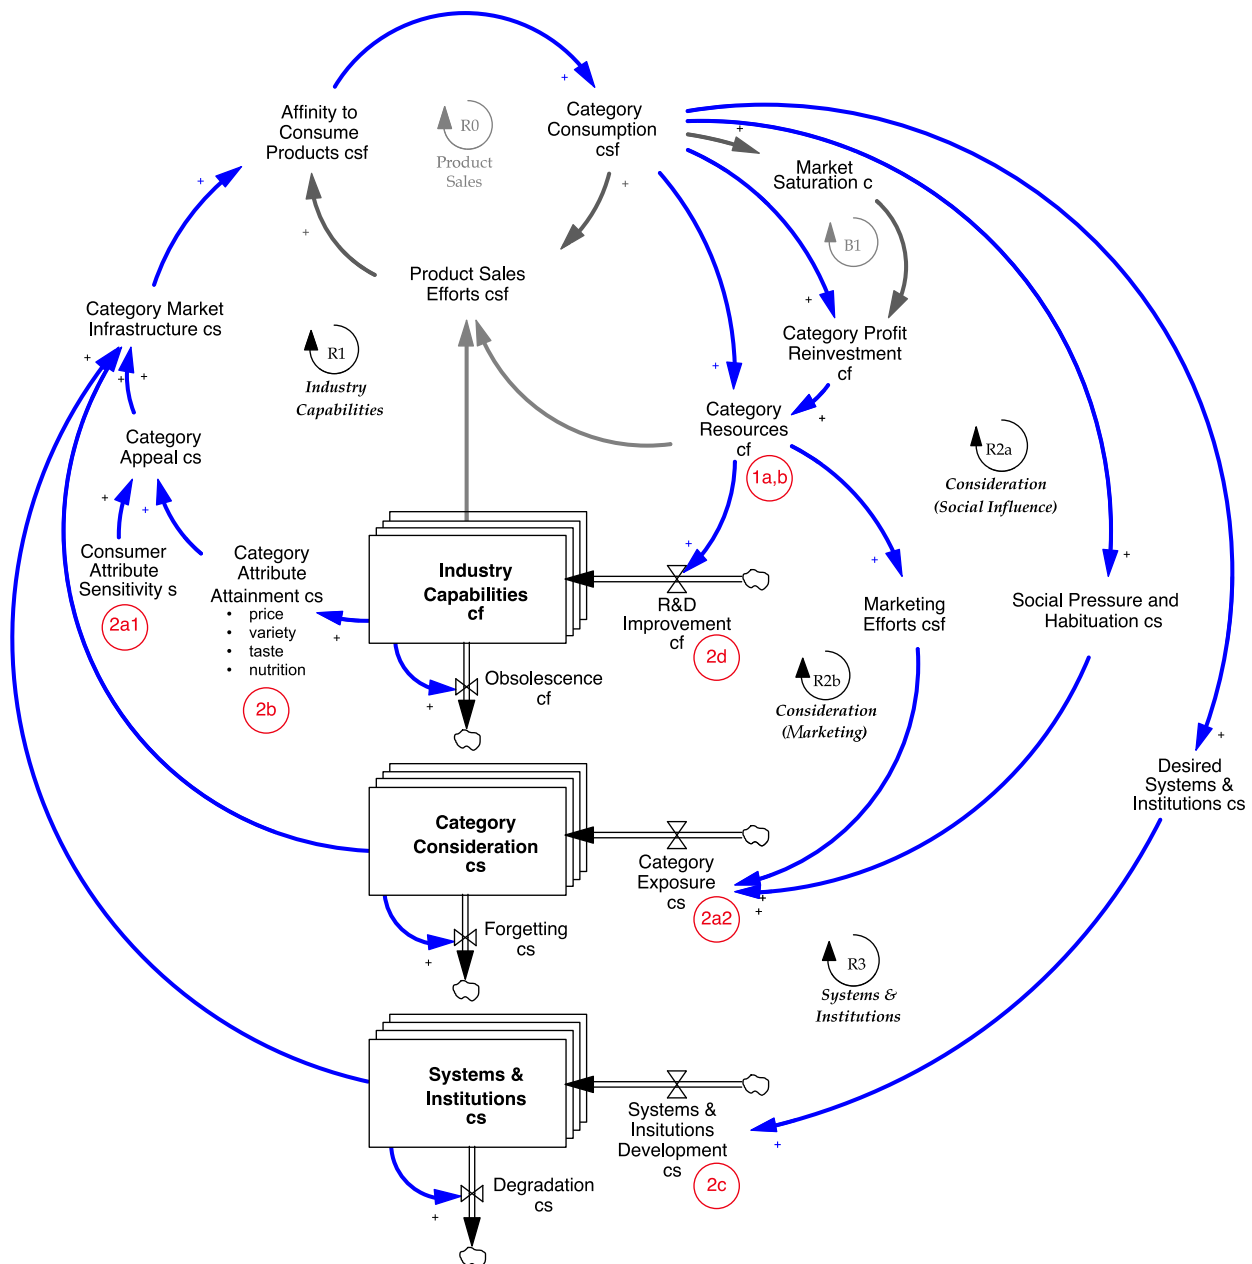 Affinity to
Consume
Products csf
R0
Product
Sales
Category
Consumption
csf
+
+
+
+
+
Market
Saturation c
B1
Product Sales
Efforts csf
Category Market
Infrastructure cs
+
+
+
R1
Industry
Capabilities
+
Category Profit
Reinvestment
cf
+
+
Category
Resources
cf
1a,b
Category
Appeal cs
+
+
R2a
Consideration
(Social Influence)
Consumer
Attribute
Sensitivity s
2a1
Category
Attribute
Attainment cs
• price
• variety
• taste
• nutrition
2b
+
Industry
Capabilities
cf
+
R&D
Improvement
cf
2d
+
Marketing
Efforts csf
+
Social Pressure and
Habituation cs
Obsolescence
cf
+
R2b
Consideration
(Marketing)
+
Desired
Systems &
Institutions cs
Category
Consideration
cs
Category
Exposure
cs
2a2
+
+
Forgetting
cs
+
R3
Systems &
Institutions
Systems &
Institutions
cs
Systems &
Insitutions
Development
cs
2c
+
Degradation
cs
+